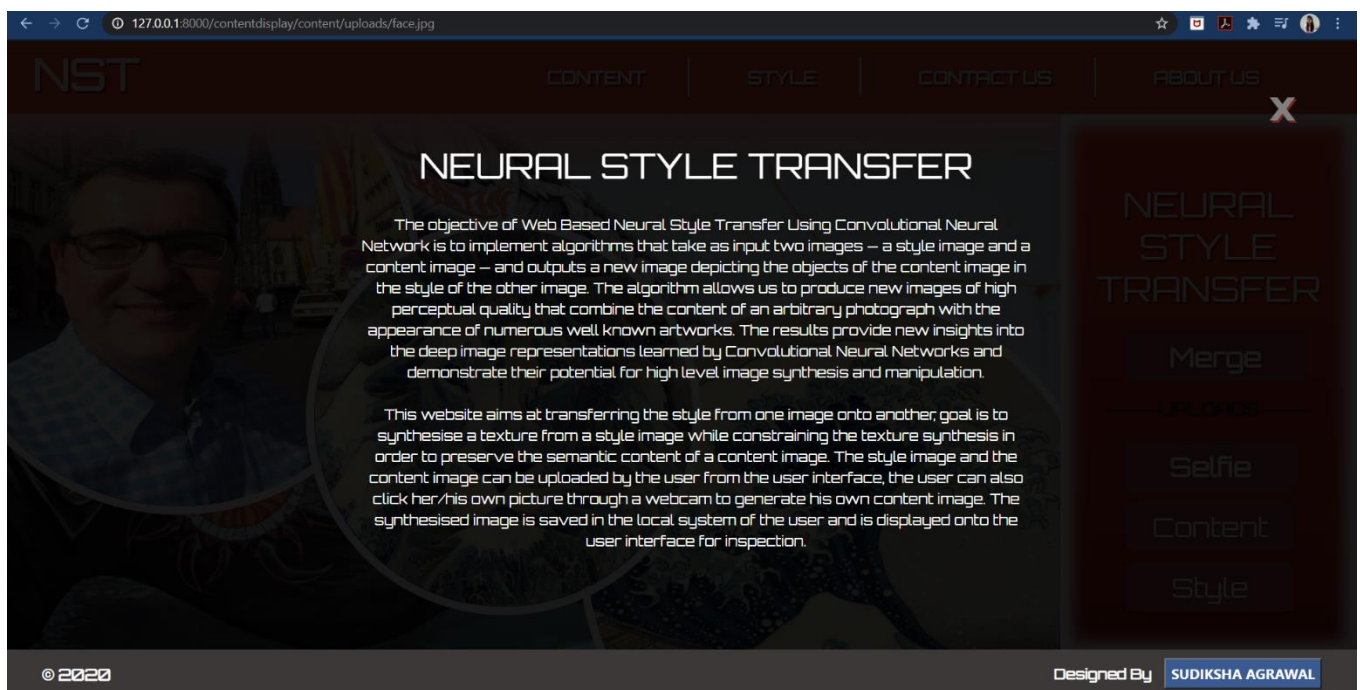 127.0.0.1:8000/contentdisplay/content/uploads/face.jpg
NST
CONTENT
STYLE
CONTACT US
ABOUT US
X
NEURAL STYLE TRANSFER
The objective of Web Based Neural Style Transfer Using Convolutional Neural
Network is to implement algorithms that take as input two images – a style image and a
content image – and outputs a new image depicting the objects of the content image in
the style of the other image. The algorithm allows us to produce new images of high
perceptual quality that combine the content of an arbitrary photograph with the
appearance of numerous well known artworks. The results provide new insights into
the deep image representations learned by Convolutional Neural Networks and
demonstrate their potential for high level image synthesis and manipulation.
This website aims at transferring the style from one image onto another, goal is to
synthesise a texture from a style image while constraining the texture synthesis in
order to preserve the semantic content of a content image. The style image and the
content image can be uploaded by the user from the user interface, the user can also
click her/his own picture through a webcam to generate his own content image. The
synthesised image is saved in the local system of the user and is displayed onto the
user interface for inspection.
NEURAL
STYLE
TRANSFER
Merge
UPLOADS
Selfie
Content
Style
© 2020
Designed By
SUDIKSHA AGRAWAL